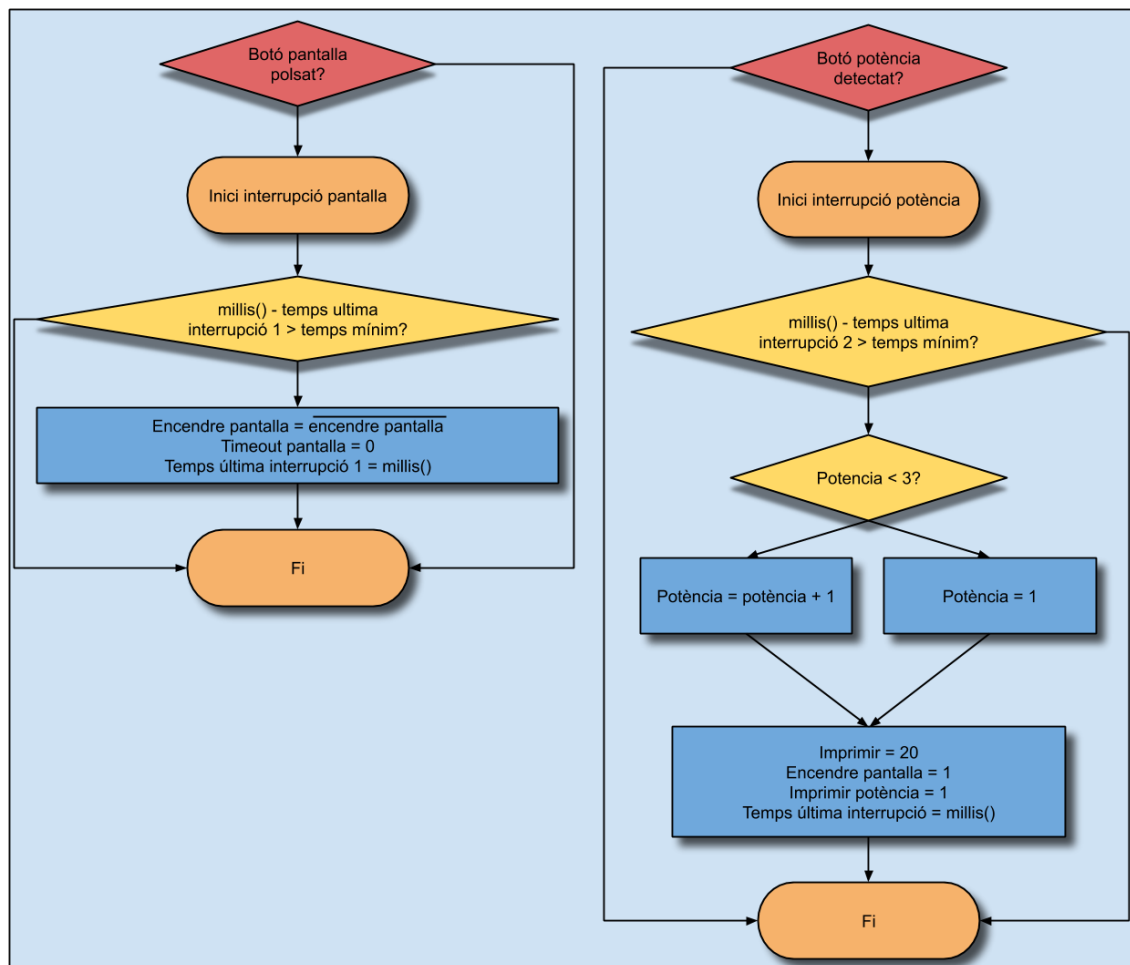 Botó pantalla
polsat?
Inici interrupció pantalla
millis() - temps ultima
interrupció 1 > temps mínim?
Encendre pantalla = encendre pantalla
Timeout pantalla = 0
Temps última interrupció 1 = millis()
Fi
Botó potència
detectat?
Inici interrupció potència
millis() - temps ultima
interrupció 2 > temps mínim?
Potencia < 3?
Potència = potència + 1
Potència = 1
Imprimir = 20
Encendre pantalla = 1
Imprimir potència = 1
Temps última interrupció = millis()
Fi